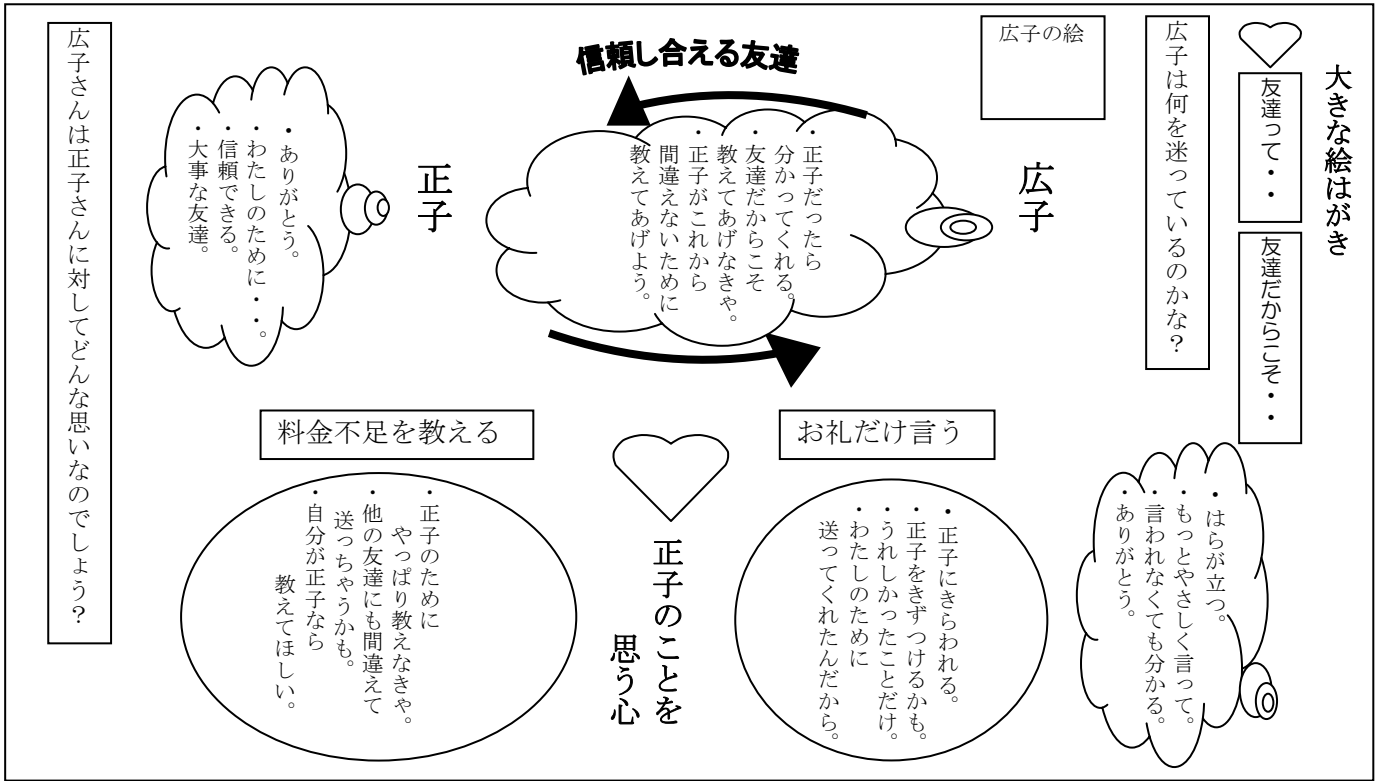 大きな絵はがき
友達って・・
友達だからこそ・・
・はらが立つ。
・もっとやさしく言って。
・言われなくても分かる。
・ありがとう。
広子は何を迷っているのかな？
広子の絵
広子
・正子だったら
分かってくれる。
・友達だからこそ
教えてあげなきゃ。
・正子がこれから
間違えないために
教えてあげよう。
信頼し合える友達
お礼だけ言う
・正子にきらわれる。
・正子をきずつけるかも。
・うれしかったことだけ。
・わたしのために
送ってくれたんだから。
正子のことを
思う心
正子
・ありがとう。
・わたしのために・・。
・信頼できる。
・大事な友達。
料金不足を教える
・正子のために
やっぱり教えなきゃ。
・他の友達にも間違えて
送っちゃうかも。
・自分が正子なら
教えてほしい。
広子さんは正子さんに対してどんな思いなのでしょう？